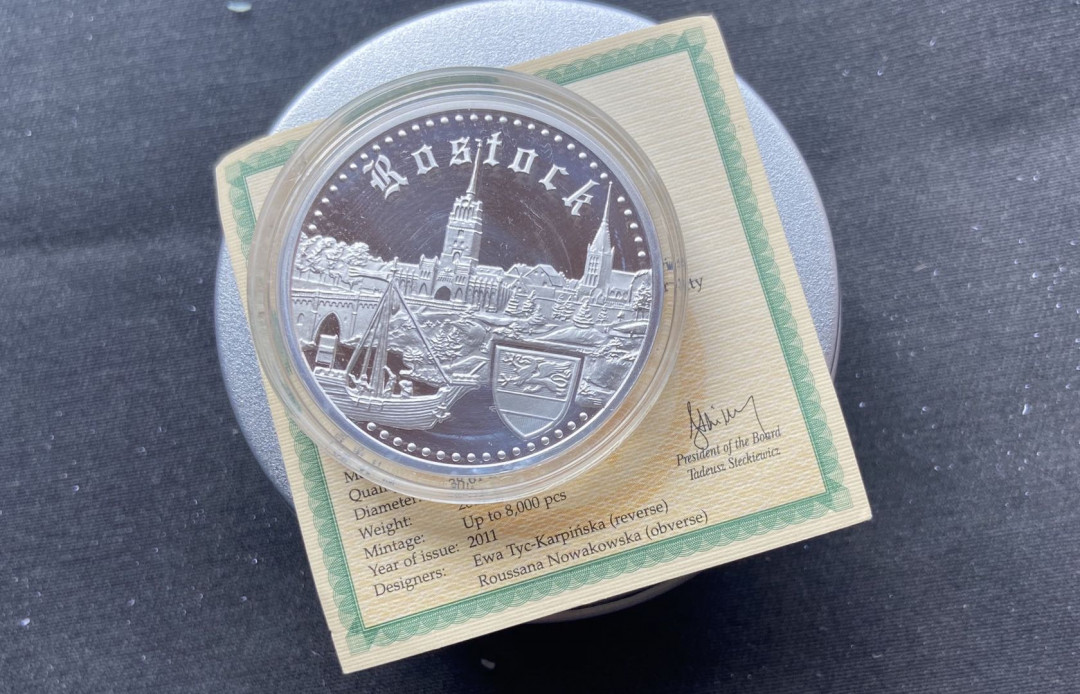 Rostock
ty
President of the Board
Tadeusz Steckiewicz
Diameter:
Weight:
Mintage: Up to 8,000 pcs
Year of issue: 2011
Designers: Ewa Tyc-Karpińska (reverse)
Roussana Nowakowska (obverse)